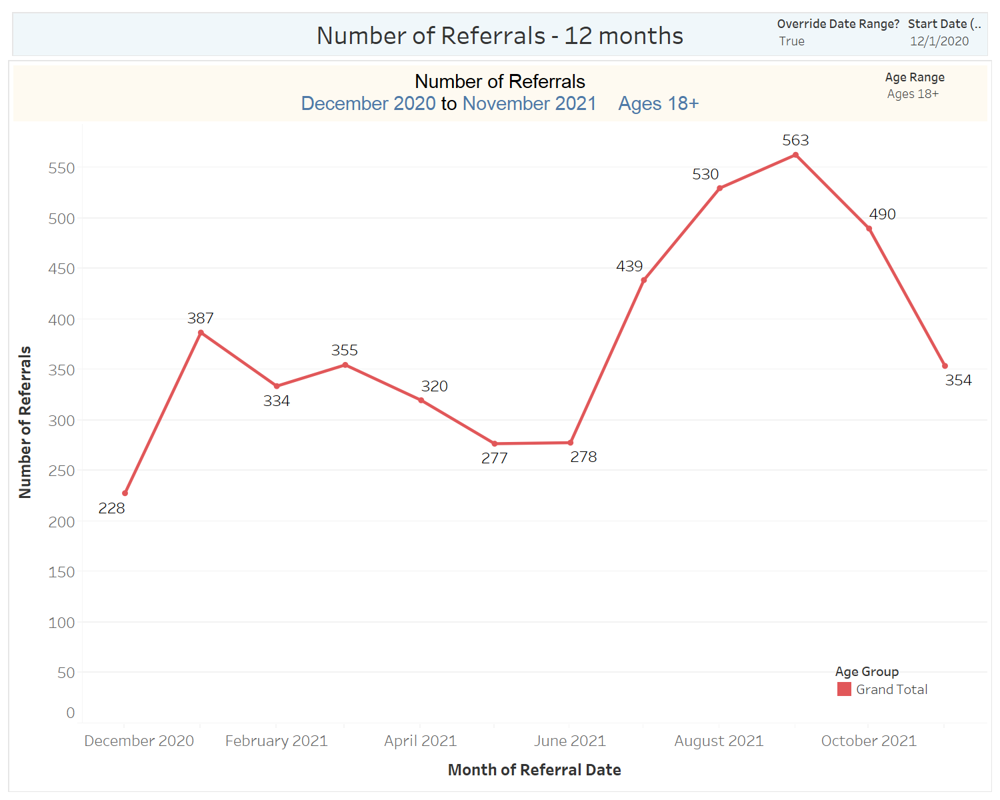 Number of Referrals - 12 months
Override Date Range? Start Date (..
True 12/1/2020
Number of Referrals
December 2020 to November 2021 Ages 18+
Age Range
Ages 18+
Number of Referrals
550
500
450
400
350
300
250
200
150
100
50
0
228
387
334
355
320
277
278
439
530
563
490
354
Age Group
Grand Total
December 2020 February 2021 April 2021 June 2021 August 2021 October 2021
Month of Referral Date